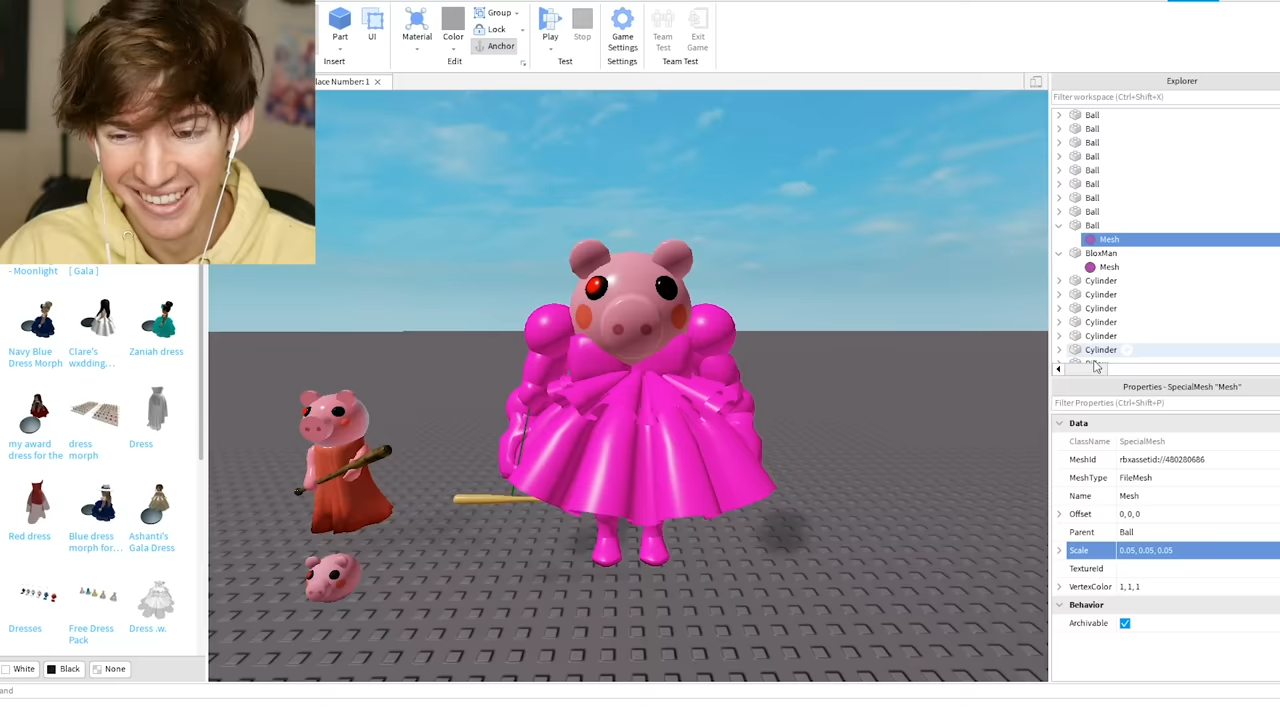 Part
UI
Insert
Material
Color
Group
Lock
Anchor
Edit
Play
Stop
Test
Game Settings
Settings
Team Test
Exit Game
Team Test
lace Number: 1
Explorer
Filter workspace (Ctrl+Shift+X)
Ball
Ball
Ball
Ball
Ball
Ball
Ball
Ball
Ball
Mesh
BloxMan
Mesh
Cylinder
Cylinder
Cylinder
Cylinder
Cylinder
Cylinder
Properties - SpecialMesh "Mesh"
Filter Properties (Ctrl+Shift+P)
Data
ClassName SpecialMesh
MeshId rbxassetid://480280686
MeshType FileMesh
Name Mesh
Offset 0, 0, 0
Parent Ball
Scale 0.05, 0.05, 0.05
TextureId
VertexColor 1, 1, 1
Behavior
Archivable
- Moonlight
[ Gala ]
Navy Blue
Dress Morph
Clare's
wxdding...
Zaniah dress
my award
dress for the
dress
morph
Dress
Red dress
Blue dress
morph for...
Ashanti's
Gala Dress
Dresses
Free Dress
Pack
Dress .w.
White
Black
None
and